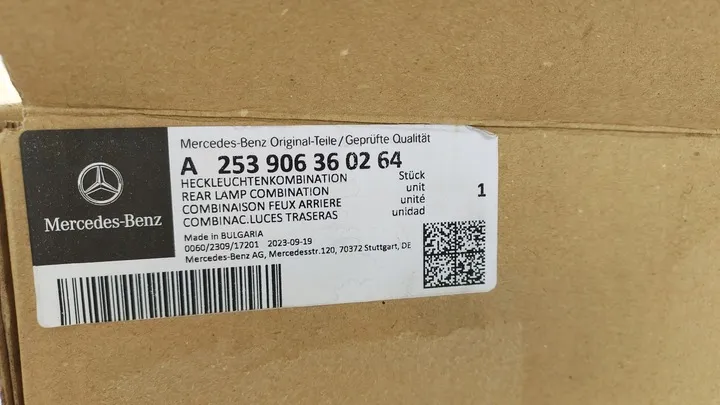 Mercedes-Benz
Mercedes-Benz Original-Teile/Geprüfte Qualität
A 253 906 36 02 64
HECKLEUCHTENKOMBINATION Stück
REAR LAMP COMBINATION unit 1
COMBINAISON FEUX ARRIERE unité
COMBINAC.LUCES TRASERAS unidad
Made in BULGARIA
0060/2309/17201 2023-09-19
Mercedes-Benz AG, Mercedesstr.120, 70372 Stuttgart, DE